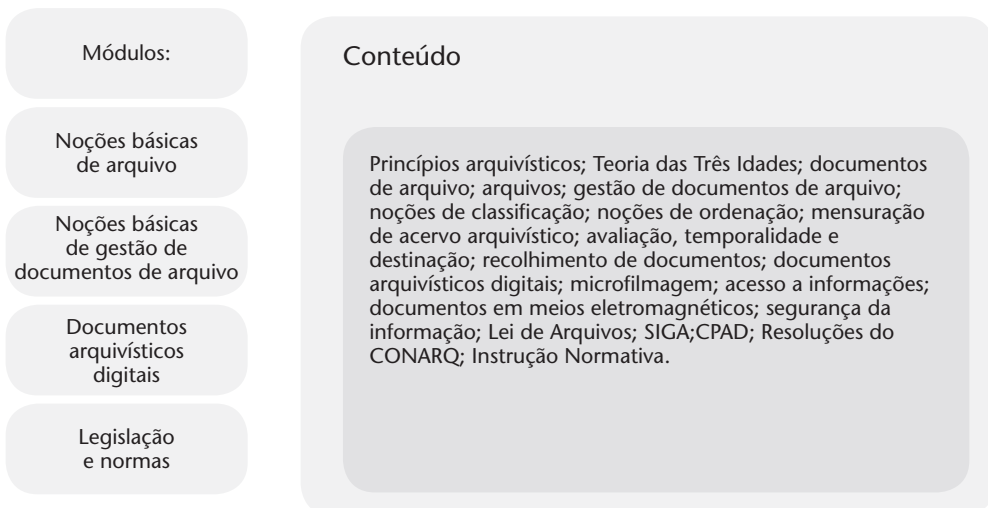 Módulos:
Noções básicas
de arquivo
Noções básicas
de gestão de
documentos de arquivo
Documentos
arquivísticos
digitais
Legislação
e normas
Conteúdo
Princípios arquivísticos; Teoria das Três Idades; documentos
de arquivo; arquivos; gestão de documentos de arquivo;
noções de classificação; noções de ordenação; mensuração
de acervo arquivístico; avaliação, temporalidade e
destinação; recolhimento de documentos; documentos
arquivísticos digitais; microfilmagem; acesso a informações;
documentos em meios eletromagnéticos; segurança da
informação; Lei de Arquivos; SIGA;CPAD; Resoluções do
CONARQ; Instrução Normativa.